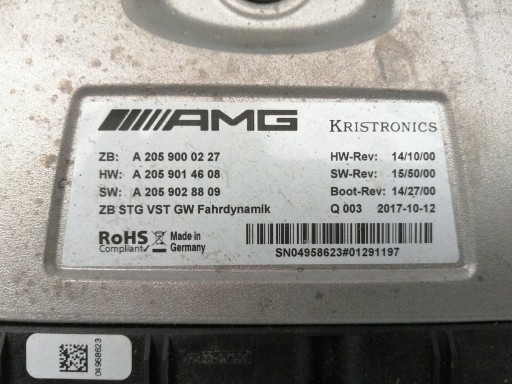 AMG KRISTRONICS
ZB: A 205 900 02 27 HW-Rev: 14/10/00
HW: A 205 901 46 08 SW-Rev: 15/50/00
SW: A 205 902 88 09 Boot-Rev: 14/27/00
ZB STG VST GW Fahrdynamik Q 003 2017-10-12
RoHS Compliant Made in Germany
SN04958623#01291197
04958623